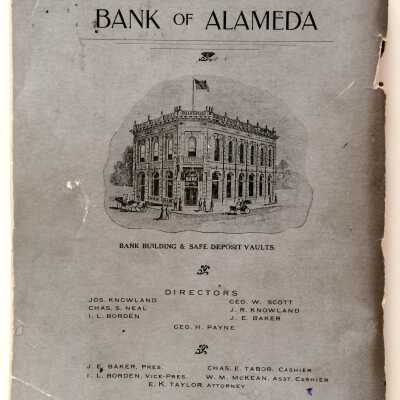 BANK OF ALAMEDA
BANK BUILDING & SAFE DEPOSIT VAULTS.
DIRECTORS
JOS. KNOWLAND GEO. W. SCOTT
CHAS. S. NEAL J. R. KNOWLAND
I. L. BORDEN J. E. BAKER
GEO. H. PAYNE
J. E. BAKER, PRES. CHAS. E. TABOR, CASHIER
I. L. BORDEN, VICE-PRES. W. M. McKEAN, ASST. CASHIER
E. K. TAYLOR, ATTORNEY